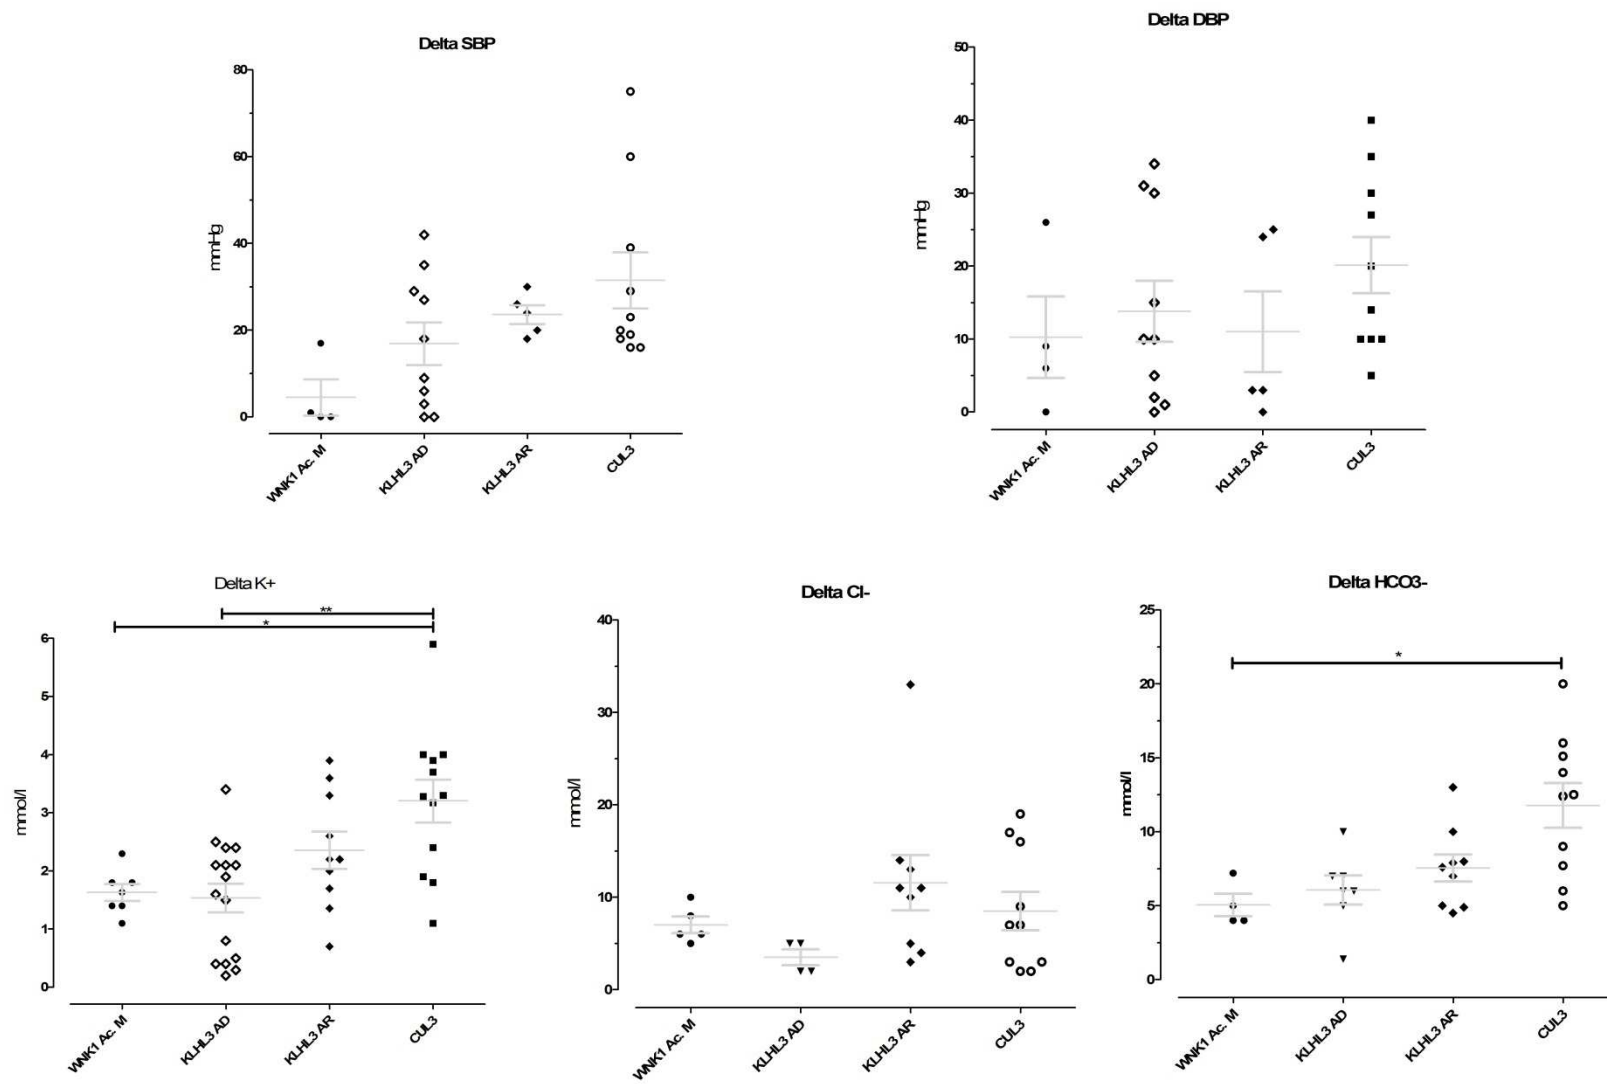 Delta SBP
80
60
40
20
0
mmHg
WNK1 Ac. M
KLHL3 AD
KLHL3 AR
CUL3
Delta DBP
50
40
30
20
10
0
mmHg
WNK1 Ac. M
KLHL3 AD
KLHL3 AR
CUL3
Delta K+
**
*
6
5
4
3
2
1
0
mmol/l
WNK1 Ac. M
KLHL3 AD
KLHL3 AR
CUL3
Delta Cl-
40
30
20
10
0
mmol/l
WNK1 Ac. M
KLHL3 AD
KLHL3 AR
CUL3
Delta HCO3-
*
25
20
15
10
5
0
mmol/l
WNK1 Ac. M
KLHL3 AD
KLHL3 AR
CUL3